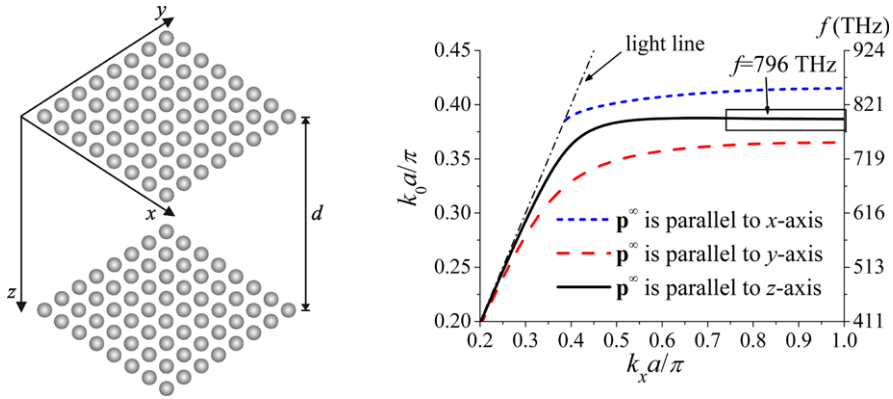 y
x
z
d
f (THz)
0.45
0.40
0.35
0.30
0.25
0.20
k₀a/π
light line
f=796 THz
924
821
719
616
513
411
p^∞ is parallel to x-axis
p^∞ is parallel to y-axis
p^∞ is parallel to z-axis
0.2 0.3 0.4 0.5 0.6 0.7 0.8 0.9 1.0
kₓa/π